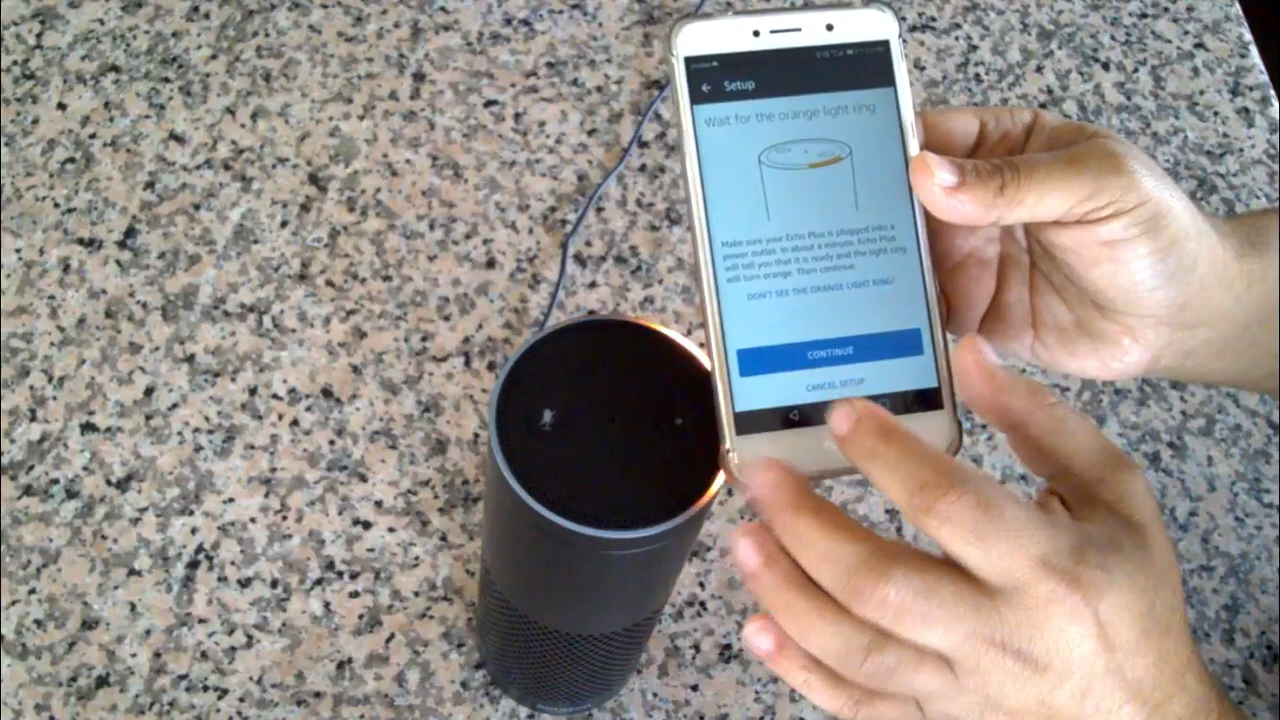 Setup
Wait for the orange light ring
Make sure your Echo Plus is plugged into a
power outlet. In about a minute, Echo Plus
will tell you that it is ready and the light ring
will turn orange. Then continue.
DON'T SEE THE ORANGE LIGHT RING?
CONTINUE
CANCEL SETUP